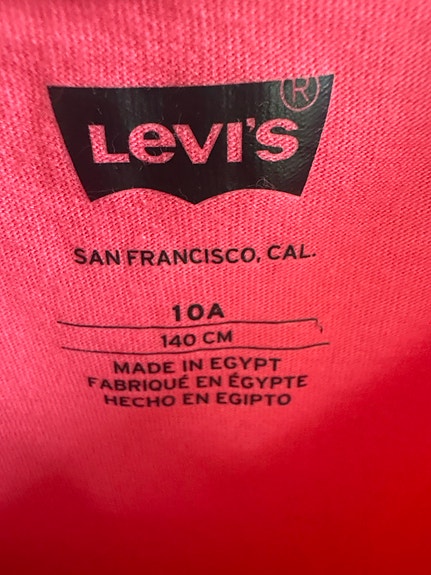 LEVI'S®
SAN FRANCISCO, CAL.
10A
140 CM
MADE IN EGYPT
FABRIQUÉ EN ÉGYPTE
HECHO EN EGIPTO